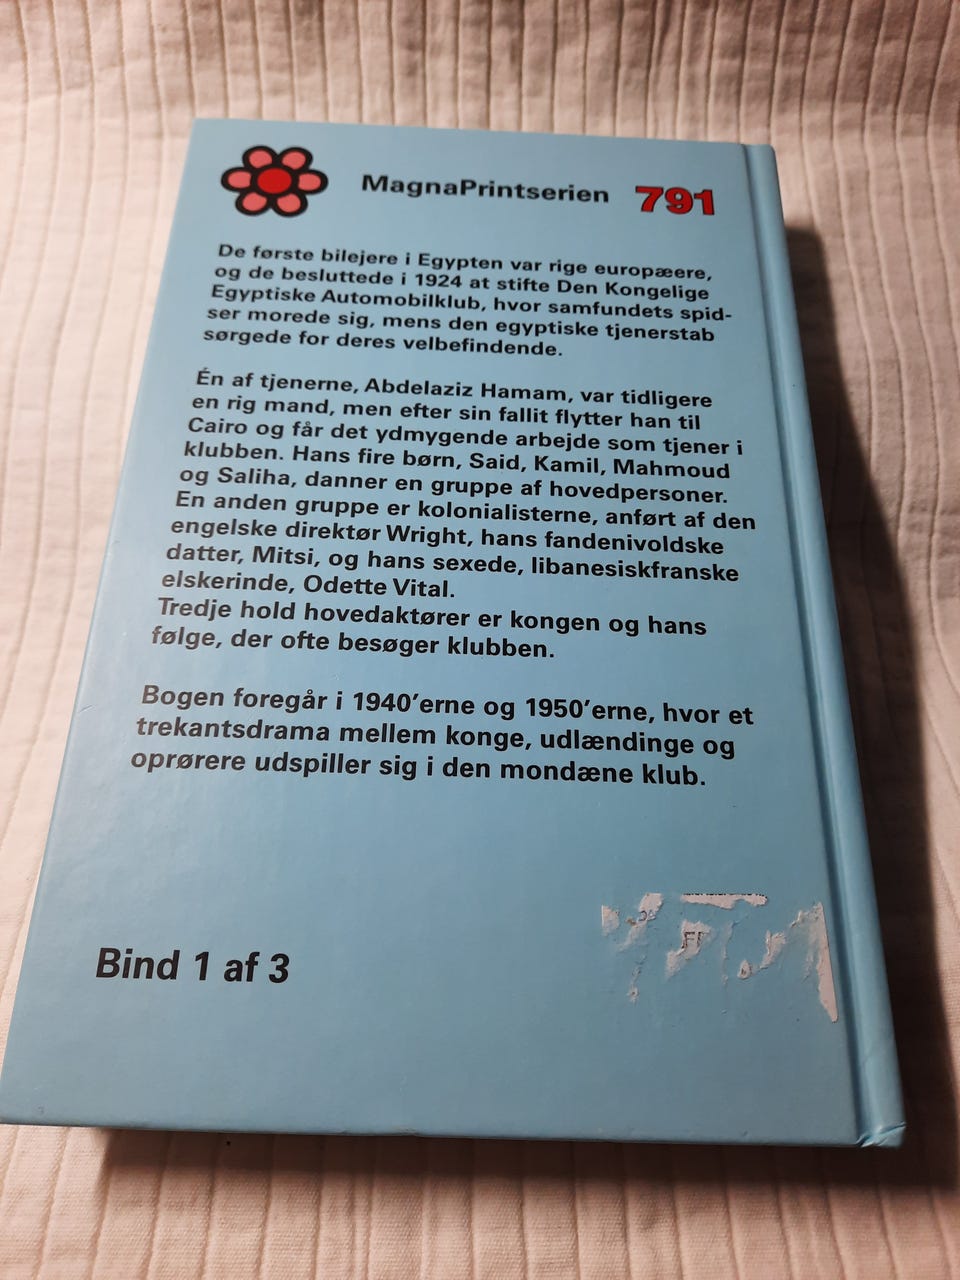 MagnaPrintserien 791
De første bilejere i Egypten var rige europæere,
og de besluttede i 1924 at stifte Den Kongelige
Egyptiske Automobilklub, hvor samfundets spid-
ser morede sig, mens den egyptiske tjenerstab
sørgede for deres velbefindende.
Én af tjenerne, Abdelaziz Hamam, var tidligere
en rig mand, men efter sin fallit flytter han til
Cairo og får det ydmygende arbejde som tjener i
klubben. Hans fire børn, Said, Kamil, Mahmoud
og Saliha, danner en gruppe af hovedpersoner.
En anden gruppe er kolonialisterne, anført af den
engelske direktør Wright, hans fandenivoldske
datter, Mitsi, og hans sexede, libanesiskfranske
elskerinde, Odette Vital.
Tredje hold hovedaktører er kongen og hans
følge, der ofte besøger klubben.
Bogen foregår i 1940’erne og 1950’erne, hvor et
trekantsdrama mellem konge, udlændinge og
oprørere udspiller sig i den mondæne klub.
Bind 1 af 3